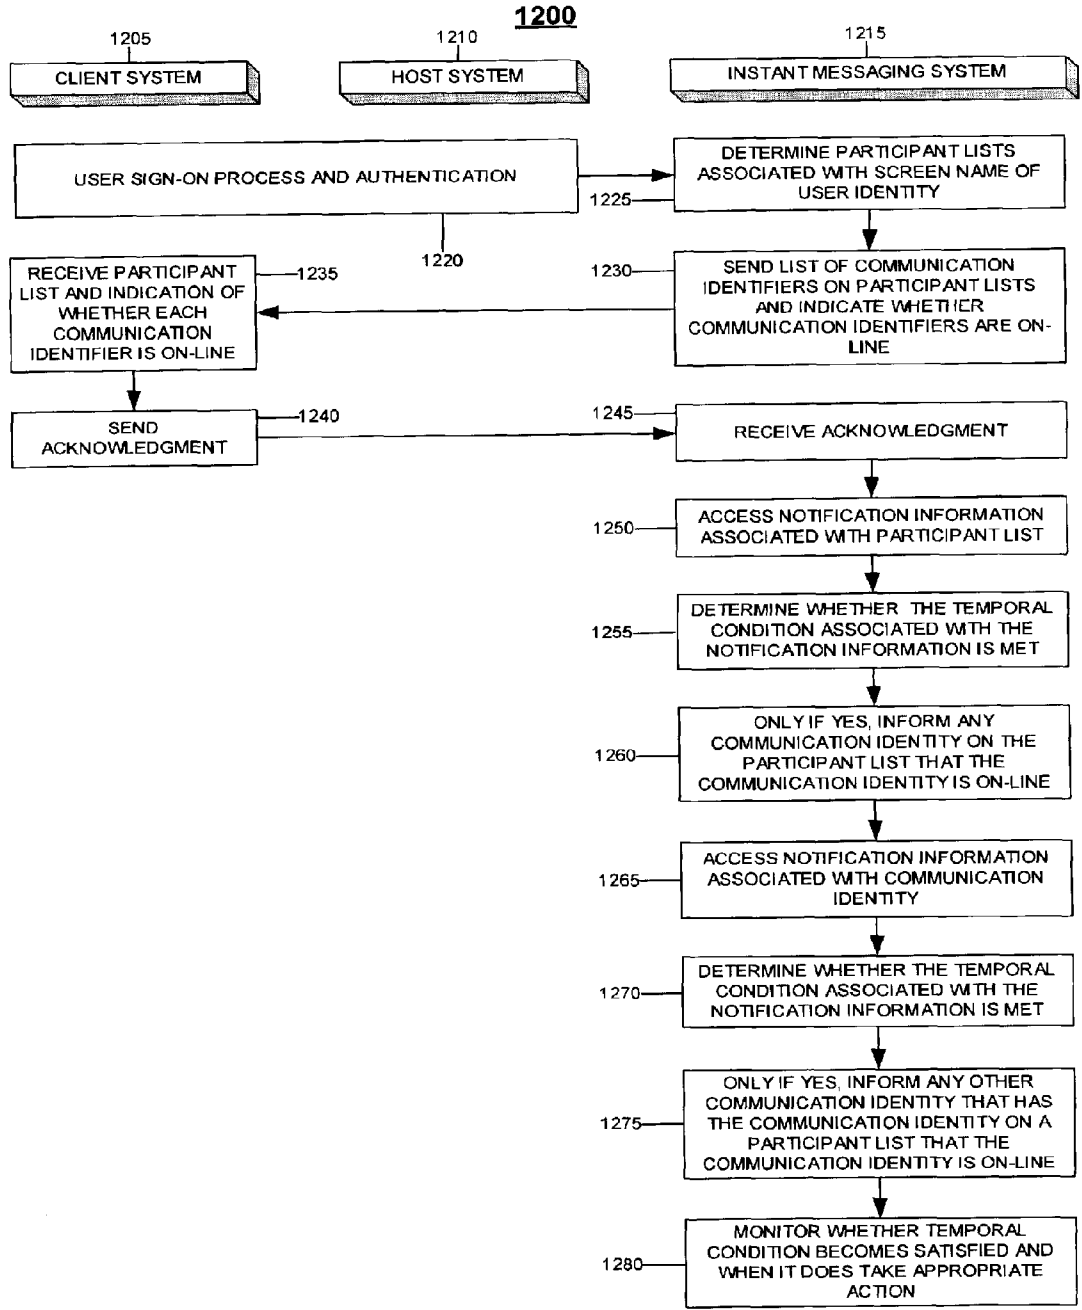 1200
1205
CLIENT SYSTEM
1210
HOST SYSTEM
1215
INSTANT MESSAGING SYSTEM
USER SIGN-ON PROCESS AND AUTHENTICATION
1220
DETERMINE PARTICIPANT LISTS
ASSOCIATED WITH SCREEN NAME OF
USER IDENTITY
1225
1230
SEND LIST OF COMMUNICATION
IDENTIFIERS ON PARTICIPANT LISTS
AND INDICATE WHETHER
COMMUNICATION IDENTIFIERS ARE ON-
LINE
RECEIVE PARTICIPANT
LIST AND INDICATION OF
WHETHER EACH
COMMUNICATION
IDENTIFIER IS ON-LINE
1235
SEND
ACKNOWLEDGMENT
1240
1245
RECEIVE ACKNOWLEDGMENT
1250
ACCESS NOTIFICATION INFORMATION
ASSOCIATED WITH PARTICIPANT LIST
1255
DETERMINE WHETHER THE TEMPORAL
CONDITION ASSOCIATED WITH THE
NOTIFICATION INFORMATION IS MET
1260
ONLY IF YES, INFORM ANY
COMMUNICATION IDENTITY ON THE
PARTICIPANT LIST THAT THE
COMMUNICATION IDENTITY IS ON-LINE
1265
ACCESS NOTIFICATION INFORMATION
ASSOCIATED WITH COMMUNICATION
IDENTITY
1270
DETERMINE WHETHER THE TEMPORAL
CONDITION ASSOCIATED WITH THE
NOTIFICATION INFORMATION IS MET
1275
ONLY IF YES, INFORM ANY OTHER
COMMUNICATION IDENTITY THAT HAS
THE COMMUNICATION IDENTITY ON A
PARTICIPANT LIST THAT THE
COMMUNICATION IDENTITY IS ON-LINE
1280
MONITOR WHETHER TEMPORAL
CONDITION BECOMES SATISFIED AND
WHEN IT DOES TAKE APPROPRIATE
ACTION